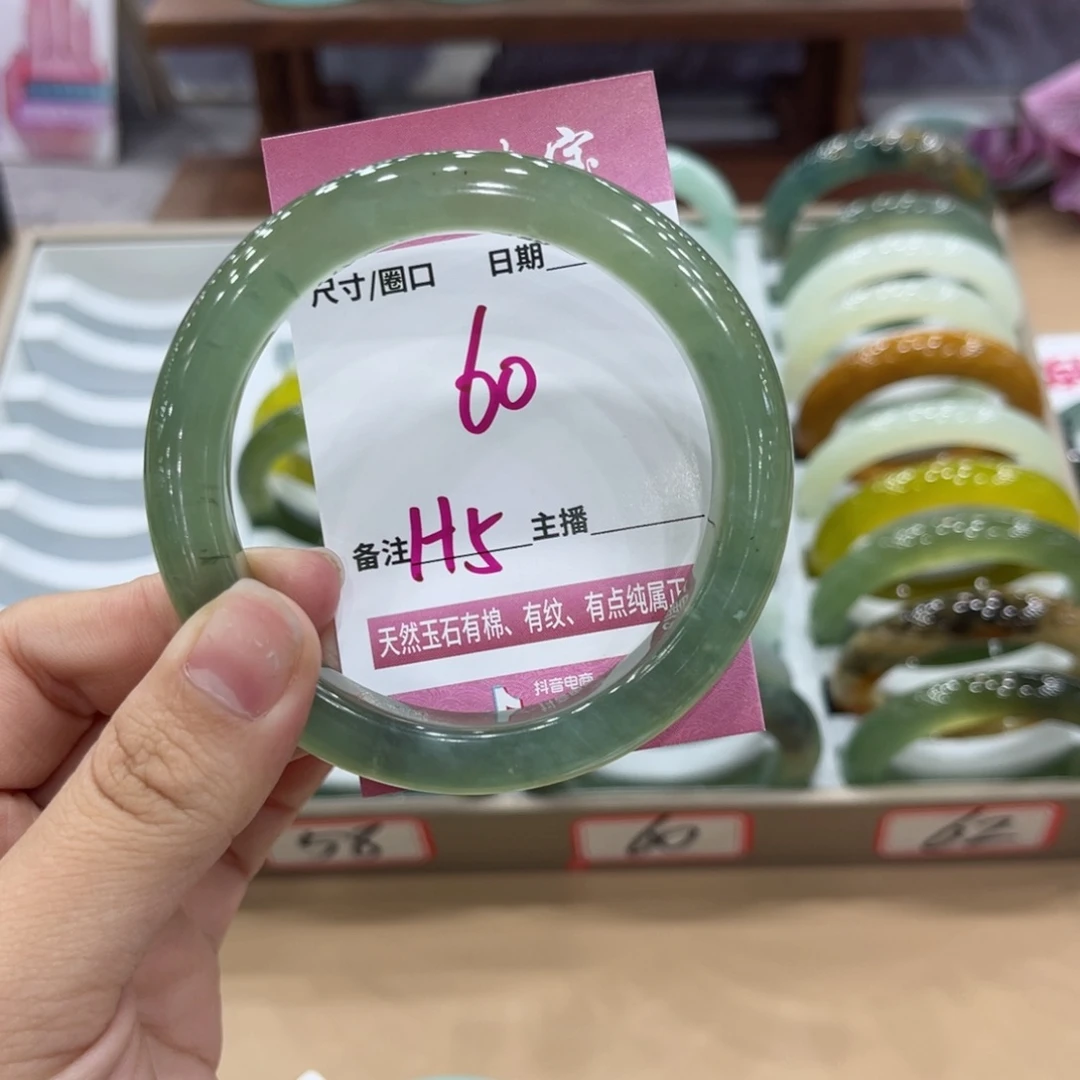 宗
尺寸/圈口 日期
60
备注H5 主播
天然玉石有棉、有纹、有点纯属正
抖音电商
58 60 62